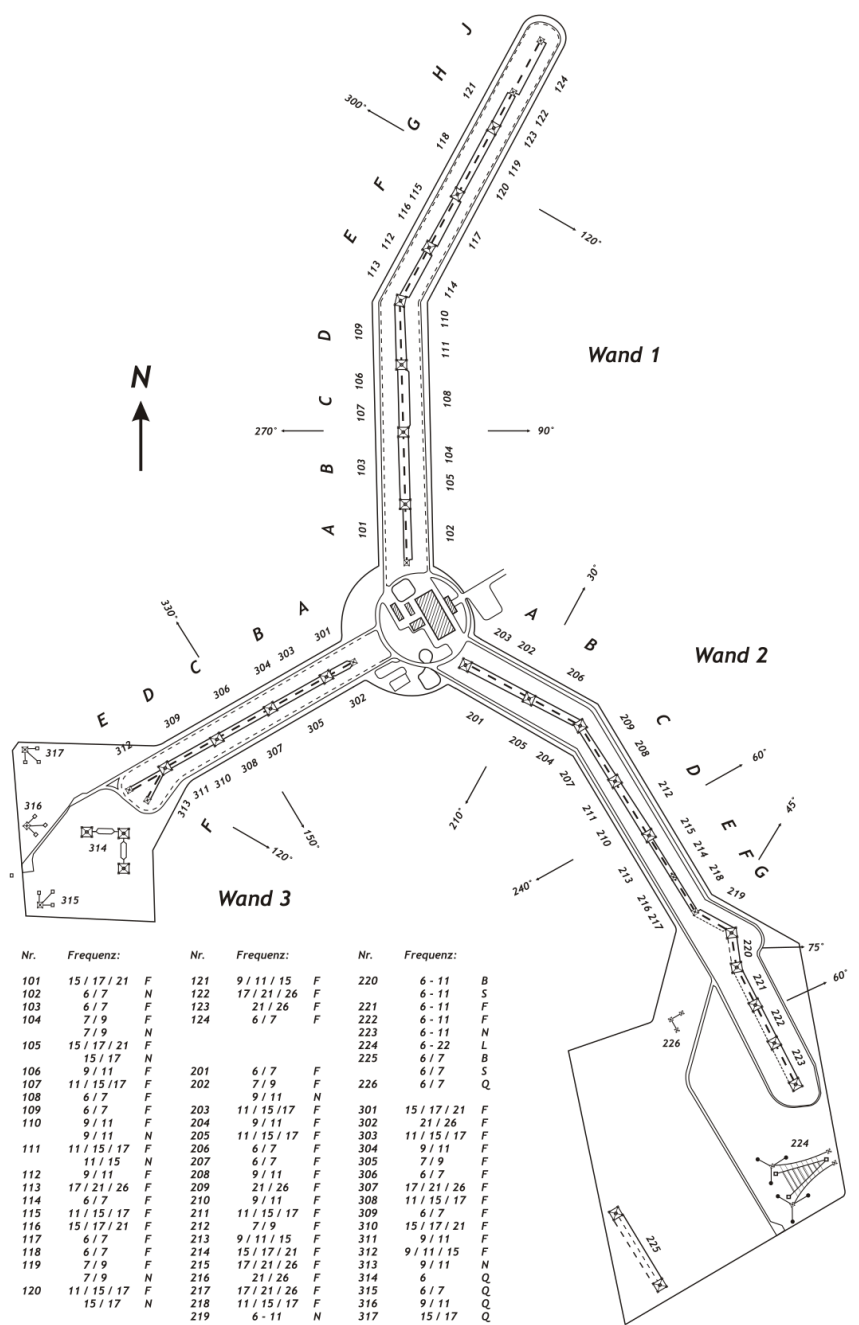 J
H
121
124
300°
G
122
118
123
119
F
115
120
116
E
112
117
120°
113
114
110
D
109
111
Wand 1
N
106
C
107
108
270°
90°
104
B
103
105
A
101
102
30°
330°
A
301
A
203
202
B
B
303
304
206
Wand 2
C
306
302
C
D
309
201
209
208
E
305
205
204
D
60°
312
307
207
212
317
308
310
311
313
210°
211
210
215
214
E
45°
316
F
150°
218
F
G
120°
314
213
240°
219
315
Wand 3
216
217
220
75°
221
60°
222
226
223
224
225
Nr. Frequenz: Nr. Frequenz: Nr. Frequenz:
101 15 / 17 / 21 F 121 9 / 11 / 15 F 220 6 - 11 B
102 6 / 7 N 122 17 / 21 / 26 F 6 - 11 S
103 6 / 7 F 123 21 / 26 F 221 6 - 11 F
104 7 / 9 F 124 6 / 7 F 222 6 - 11 F
7 / 9 N 223 6 - 11 N
105 15 / 17 / 21 F 224 6 - 22 L
15 / 17 N 225 6 / 7 B
106 9 / 11 F 201 6 / 7 F 6 / 7 S
107 11 / 15 /17 F 202 7 / 9 F 226 6 / 7 Q
108 6 / 7 F 9 / 11 N
109 6 / 7 F 203 11 / 15 /17 F 301 15 / 17 / 21 F
110 9 / 11 F 204 9 / 11 F 302 21 / 26 F
9 / 11 N 205 11 / 15 / 17 F 303 11 / 15 / 17 F
111 11 / 15 / 17 F 206 6 / 7 F 304 9 / 11 F
11 / 15 N 207 6 / 7 F 305 7 / 9 F
112 9 / 11 F 208 9 / 11 F 306 6 / 7 F
113 17 / 21 / 26 F 209 21 / 26 F 307 17 / 21 / 26 F
114 6 / 7 F 210 9 / 11 F 308 11 / 15 / 17 F
115 11 / 15 / 17 F 211 11 / 15 / 17 F 309 6 / 7 F
116 15 / 17 / 21 F 212 7 / 9 F 310 15 / 17 / 21 F
117 6 / 7 F 213 9 / 11 / 15 F 311 9 / 11 F
118 6 / 7 F 214 15 / 17 / 21 F 312 9 / 11 / 15 F
119 7 / 9 F 215 17 / 21 / 26 F 313 9 / 11 N
7 / 9 N 216 21 / 26 F 314 6 Q
120 11 / 15 / 17 F 217 17 / 21 / 26 F 315 6 / 7 Q
15 / 17 N 218 11 / 15 / 17 F 316 9 / 11 Q
219 6 - 11 N 317 15 / 17 Q